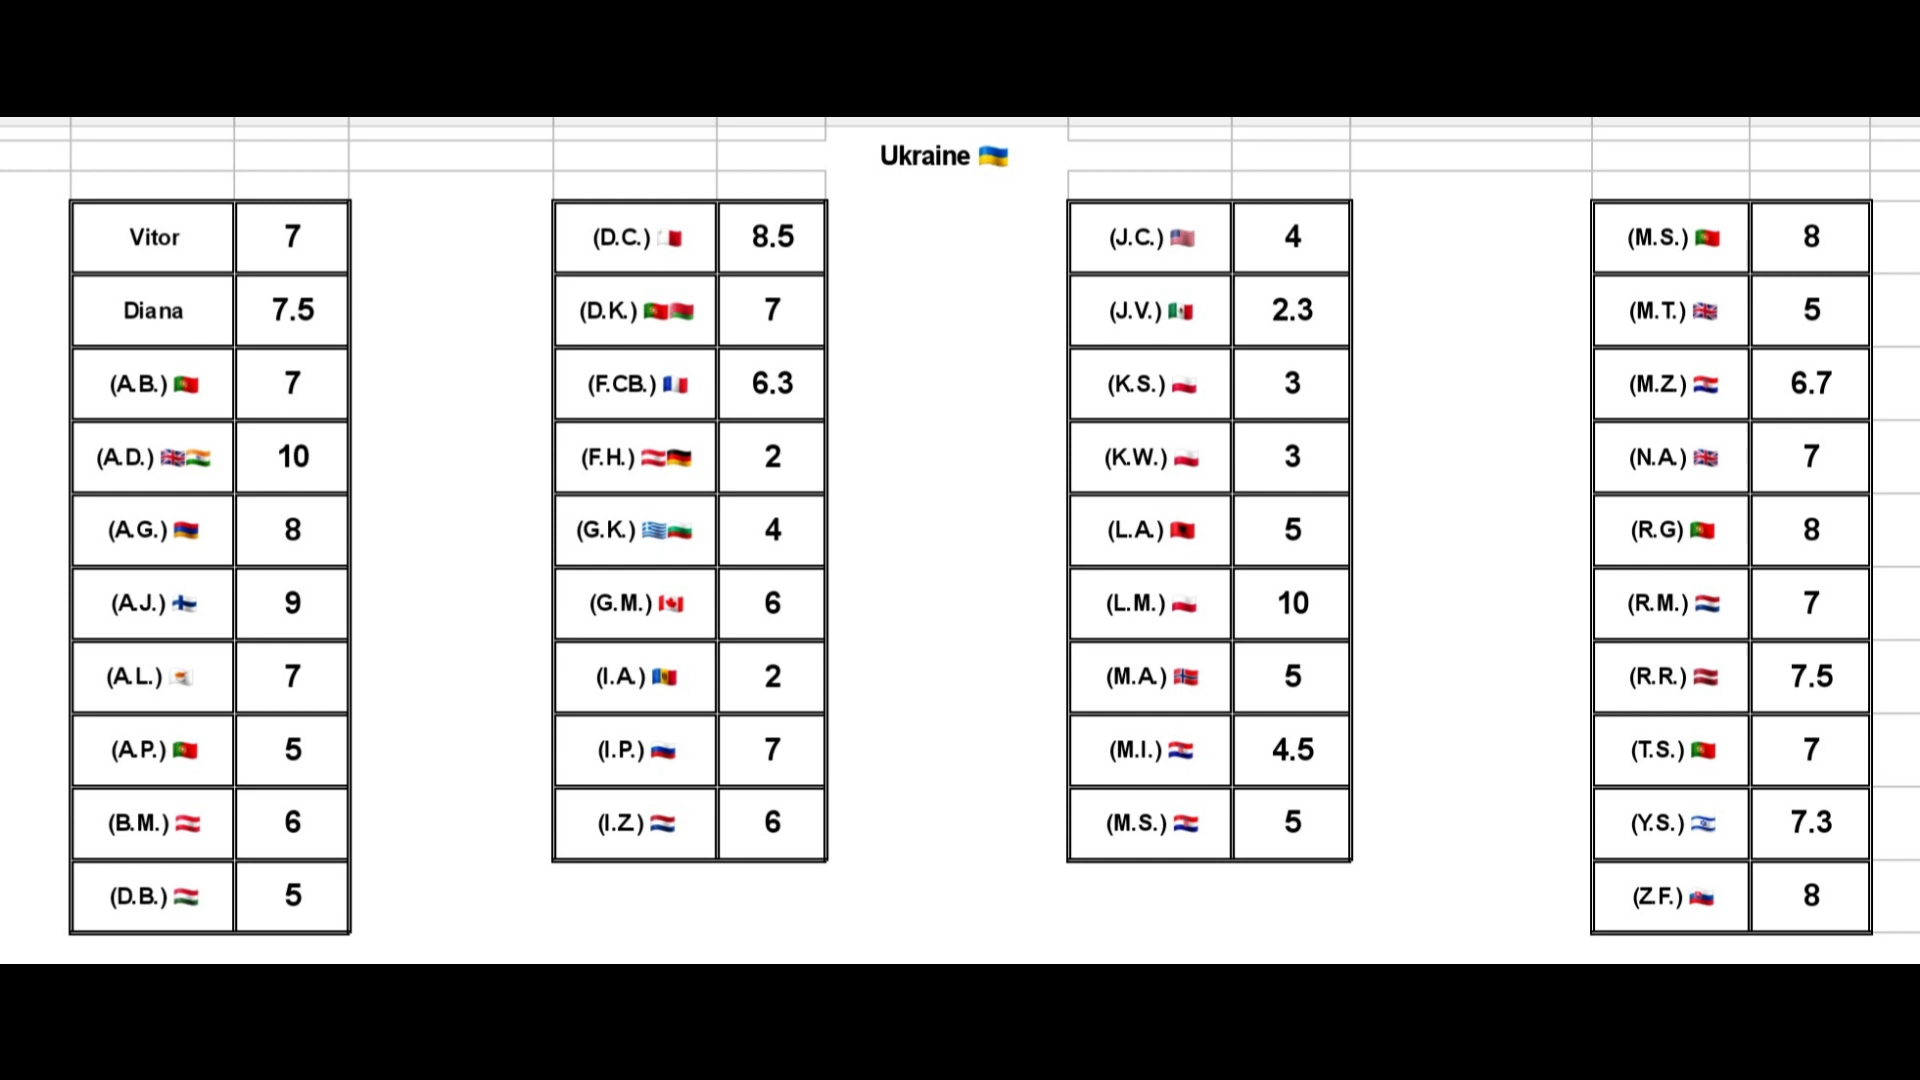 Ukraine 🇺🇦
Vitor 7
Diana 7.5
(A.B.) 🇵🇹 7
(A.D.) 🇬🇧🇮🇳 10
(A.G.) 🇦🇲 8
(A.J.) 🇫🇮 9
(A.L.) 🇨🇾 7
(A.P.) 🇵🇹 5
(B.M.) 🇦🇹 6
(D.B.) 🇭🇺 5
(D.C.) 🇲🇹 8.5
(D.K.) 🇵🇹🇧🇾 7
(F.CB.) 🇫🇷 6.3
(F.H.) 🇦🇹🇩🇪 2
(G.K.) 🇬🇷🇧🇬 4
(G.M.) 🇨🇦 6
(I.A.) 🇲🇩 2
(I.P.) 🇷🇺 7
(I.Z.) 🇳🇱 6
(J.C.) 🇺🇸 4
(J.V.) 🇲🇽 2.3
(K.S.) 🇵🇱 3
(K.W.) 🇵🇱 3
(L.A.) 🇦🇱 5
(L.M.) 🇵🇱 10
(M.A.) 🇳🇴 5
(M.I.) 🇭🇷 4.5
(M.S.) 🇭🇷 5
(M.S.) 🇵🇹 8
(M.T.) 🇬🇧 5
(M.Z.) 🇭🇷 6.7
(N.A.) 🇬🇧 7
(R.G) 🇵🇹 8
(R.M.) 🇳🇱 7
(R.R.) 🇱🇻 7.5
(T.S.) 🇵🇹 7
(Y.S.) 🇮🇱 7.3
(Z.F.) 🇸🇰 8